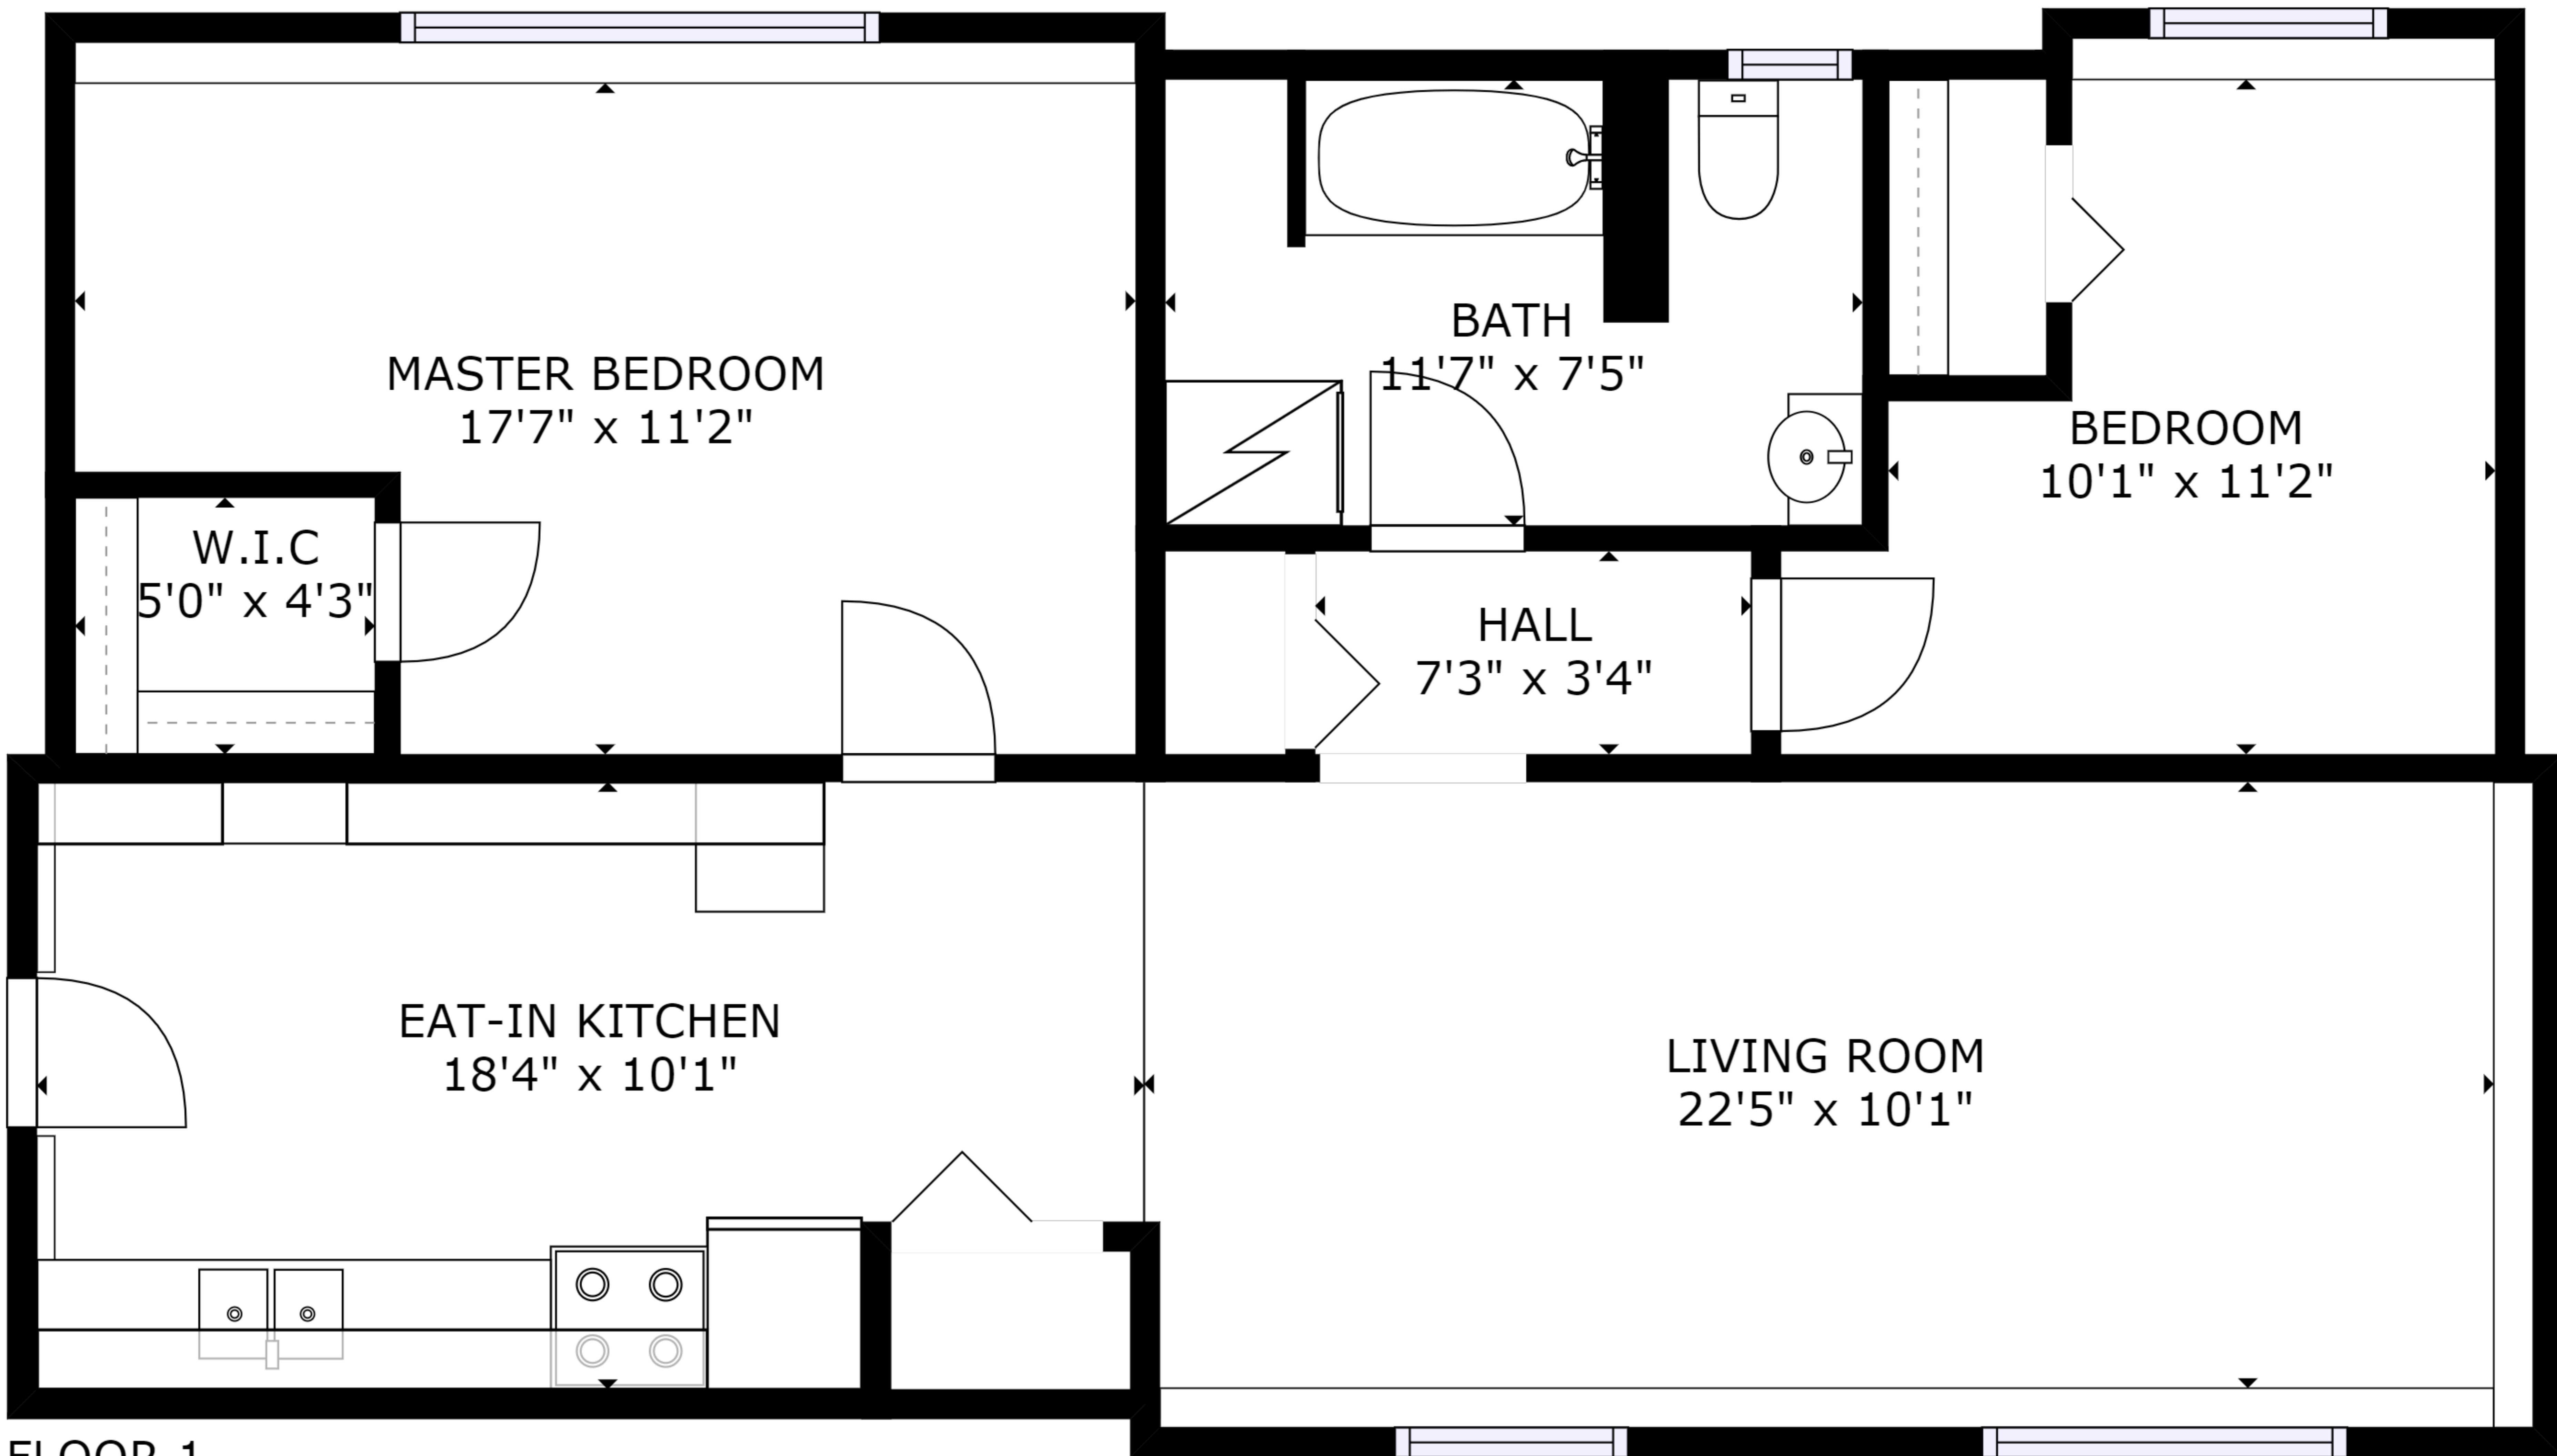 MASTER BEDROOM
17'7" x 11'2"
BATH
11'7" x 7'5"
BEDROOM
10'1" x 11'2"
W.I.C
5'0" x 4'3"
HALL
7'3" x 3'4"
EAT-IN KITCHEN
18'4" x 10'1"
LIVING ROOM
22'5" x 10'1"
FLOOR 1